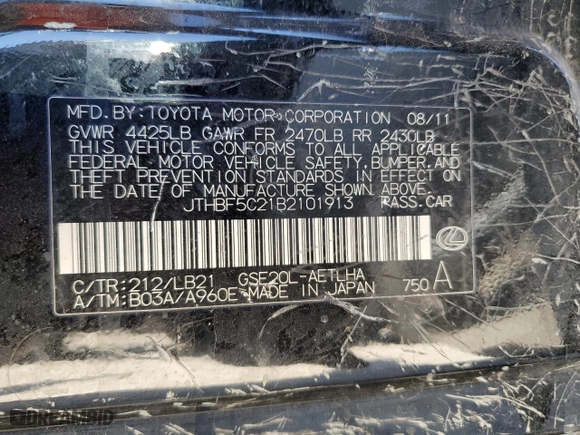 MFD. BY: TOYOTA MOTOR CORPORATION 08/11
GVWR 4425LB GAWR FR 2470LB RR 2430LB
THIS VEHICLE CONFORMS TO ALL APPLICABLE
FEDERAL MOTOR VEHICLE SAFETY, BUMPER, AND
THEFT PREVENTION STANDARDS IN EFFECT ON
THE DATE OF MANUFACTURE SHOWN ABOVE.
JTHBF5C21B2101913 PASS. CAR
C/TR: 212/LB21 GSE20L-AETLHA
A/TM: B03A/A960E MADE IN JAPAN 750 A
©DREAMBID